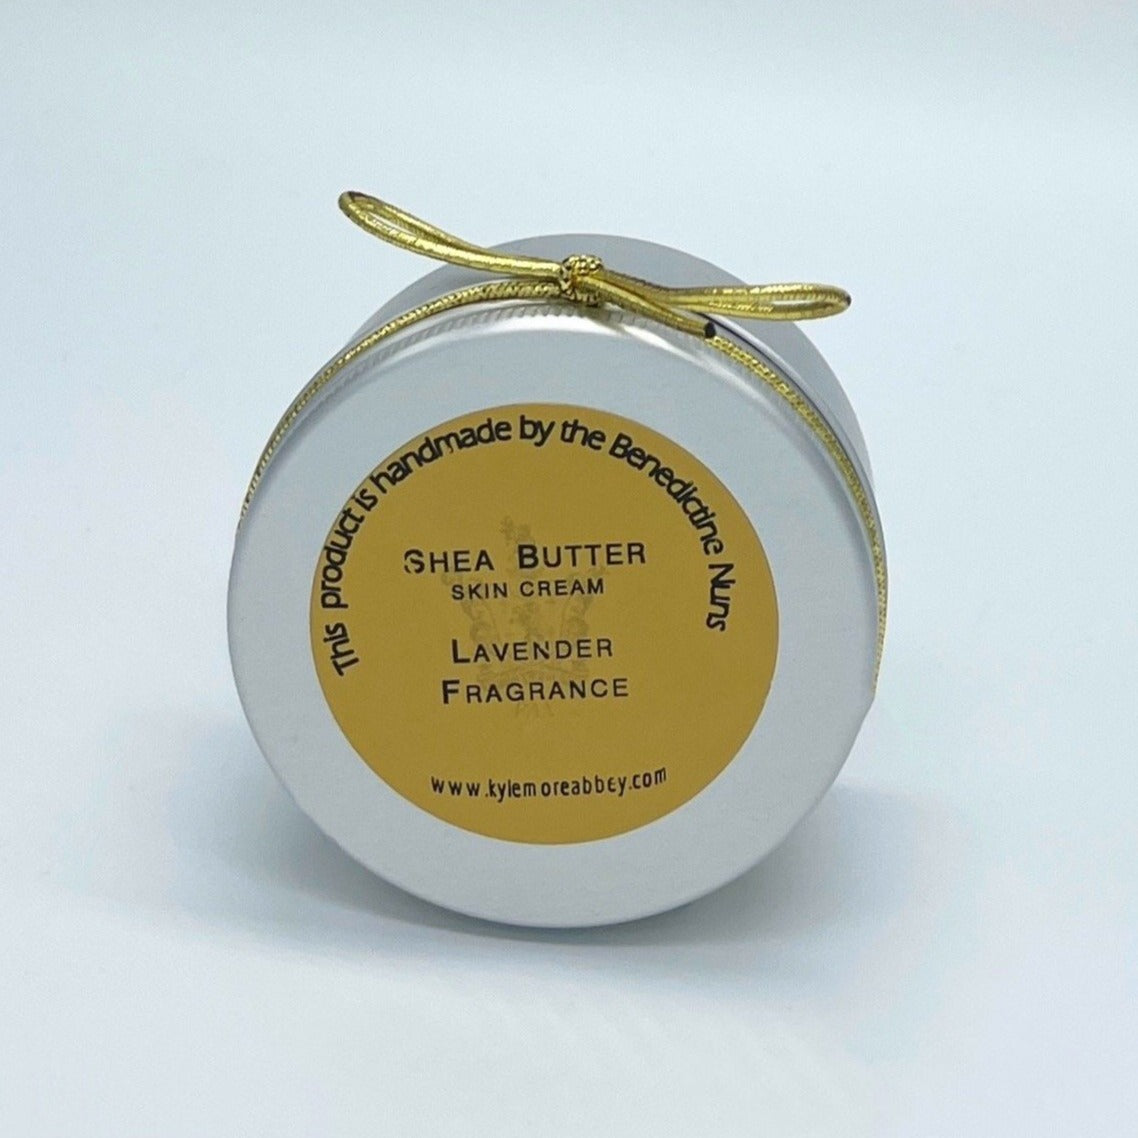 This product is handmade by the Benedictine Nuns
SHEA BUTTER
SKIN CREAM
LAVENDER
FRAGRANCE
www.kylemoreabbey.com